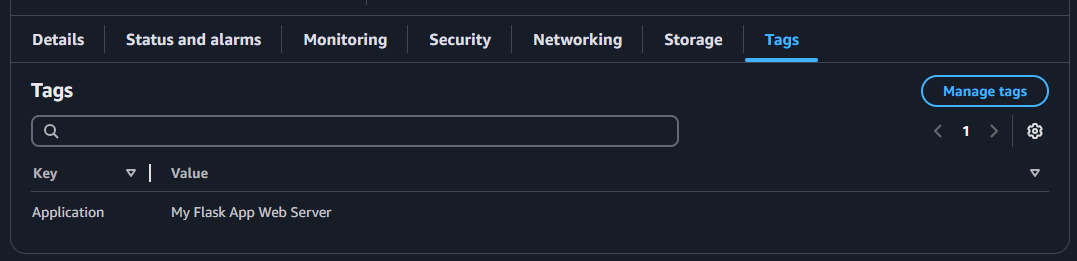 Details Status and alarms Monitoring Security Networking Storage Tags
Tags Manage tags
1
Key Value
Application My Flask App Web Server